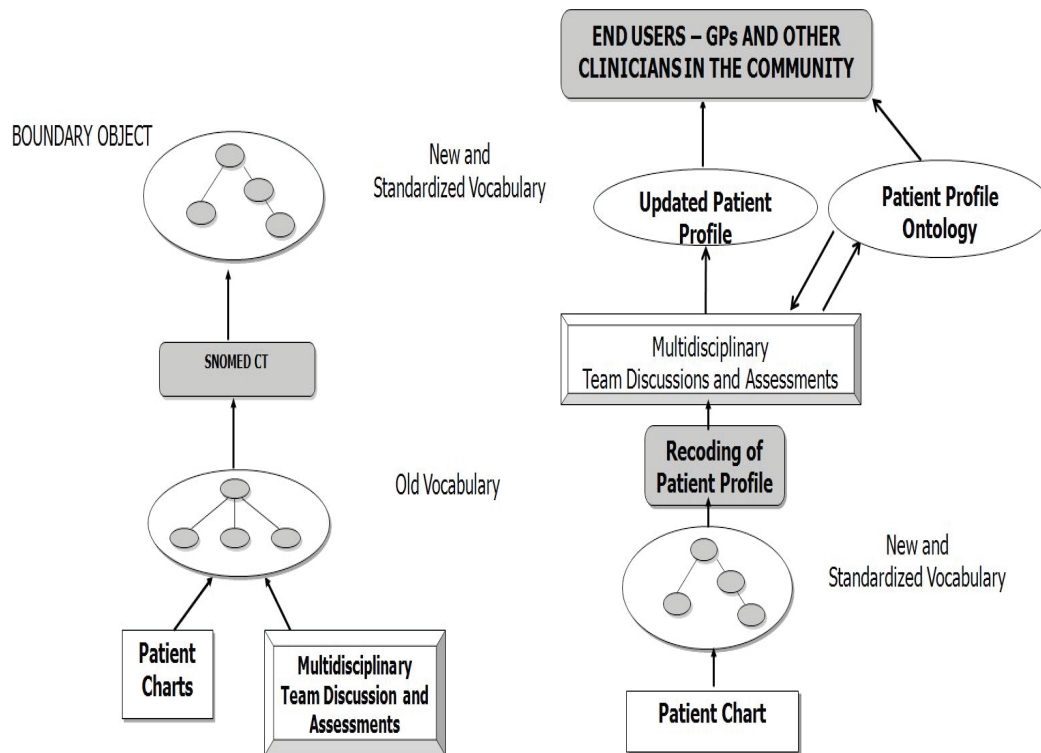 BOUNDARY OBJECT
New and
Standardized Vocabulary
SNOMED CT
Old Vocabulary
Patient
Charts
Multidisciplinary
Team Discussion and
Assessments
END USERS – GPs AND OTHER
CLINICIANS IN THE COMMUNITY
Updated Patient
Profile
Patient Profile
Ontology
Multidisciplinary
Team Discussions and Assessments
Recoding of
Patient Profile
New and
Standardized Vocabulary
Patient Chart